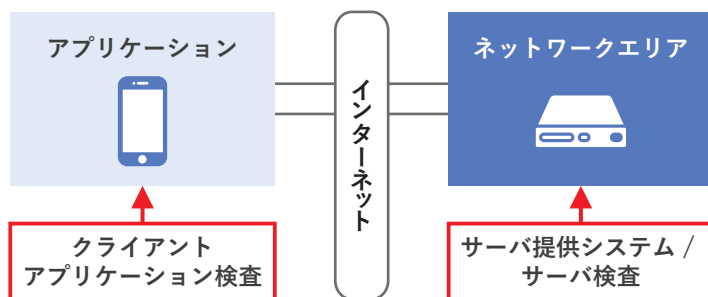 アプリケーション
インターネット
ネットワークエリア
クライアント
アプリケーション検査
サーバ提供システム /
サーバ検査